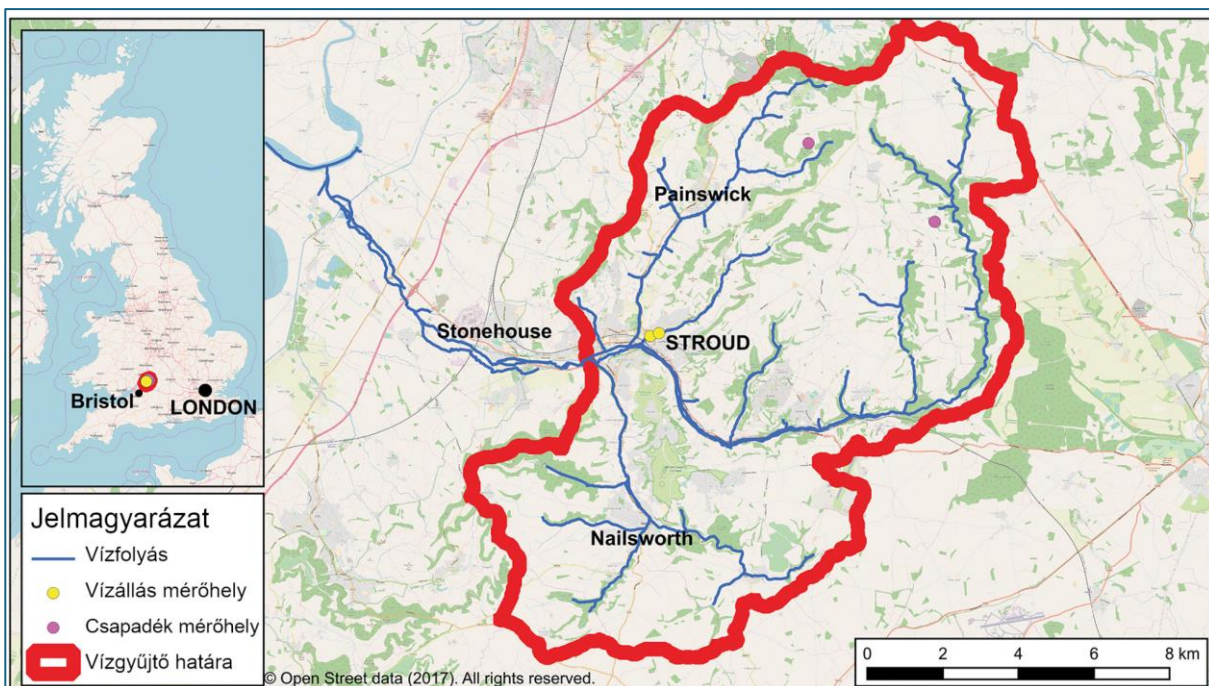 Bristol
LONDON
Painswick
Stonehouse
STROUD
Nailsworth
Jelmagyarázat
Vízfolyás
Vízállás mérőhely
Csapadék mérőhely
Vízgyűjtő határa
© Open Street data (2017). All rights reserved.
0 2 4 6 8 km